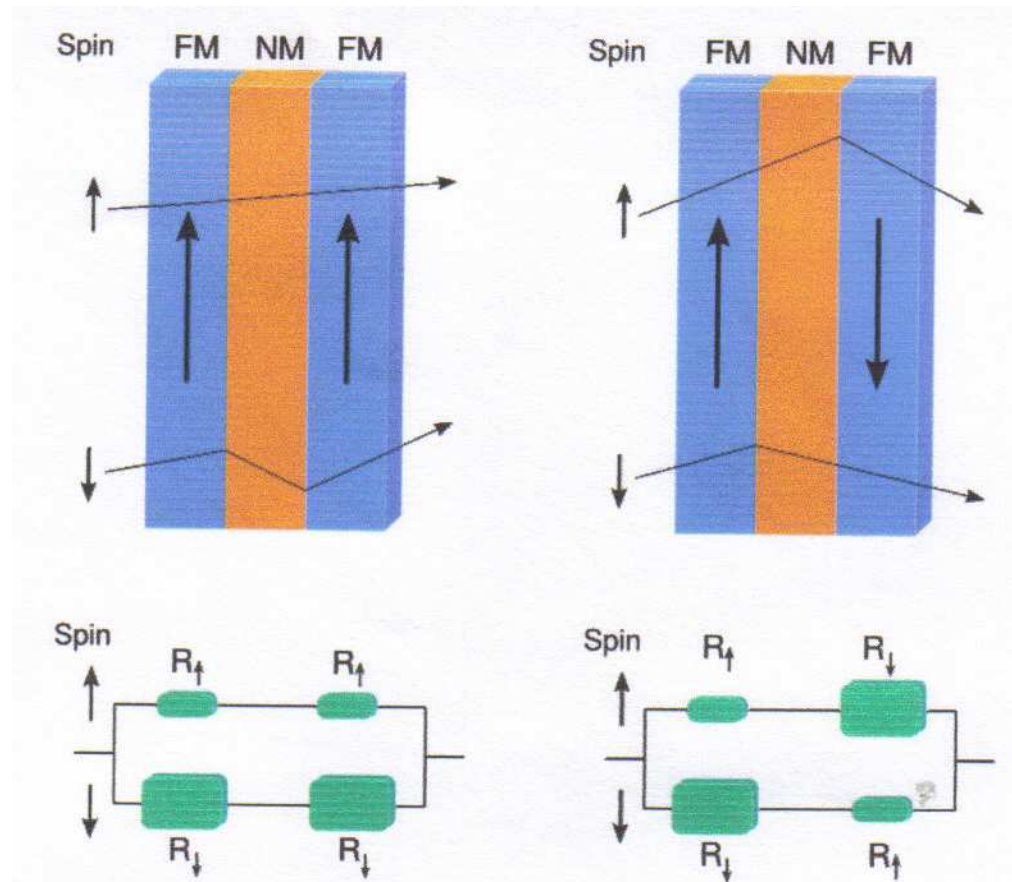 Spin FM NM FM
Spin FM NM FM
Spin
R↑ R↑
R↓ R↓
Spin
R↑ R↓
R↓ R↑